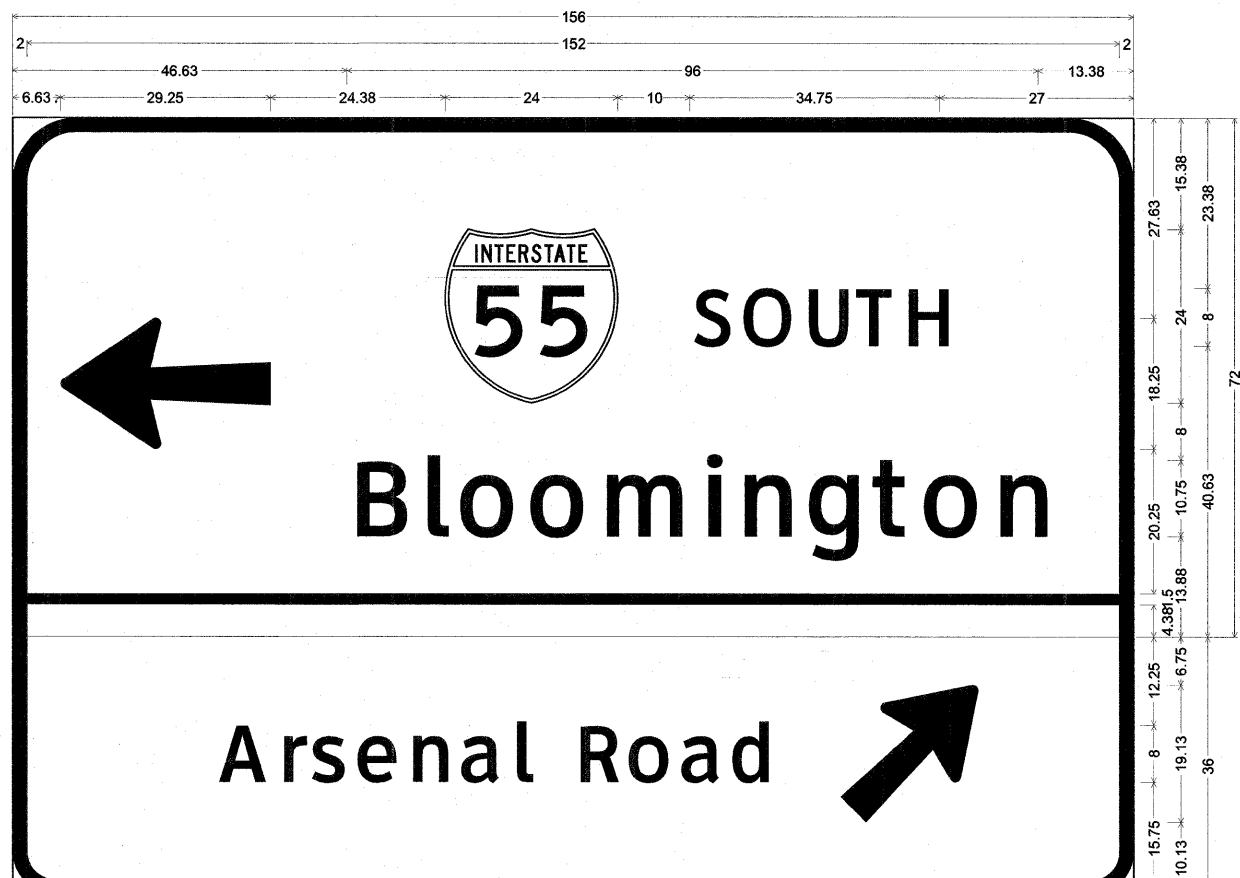 156
2 152 2
46.63 96 13.38
6.63 29.25 24.38 24 10 34.75 27
INTERSTATE
55 SOUTH
Bloomington
Arsenal Road
27.63 18.25 20.25 1.5 4.38 12.25 8 15.75
15.38 24 8 10.75 13.88 6.75 19.13 10.13
23.38 8 40.63 36
72